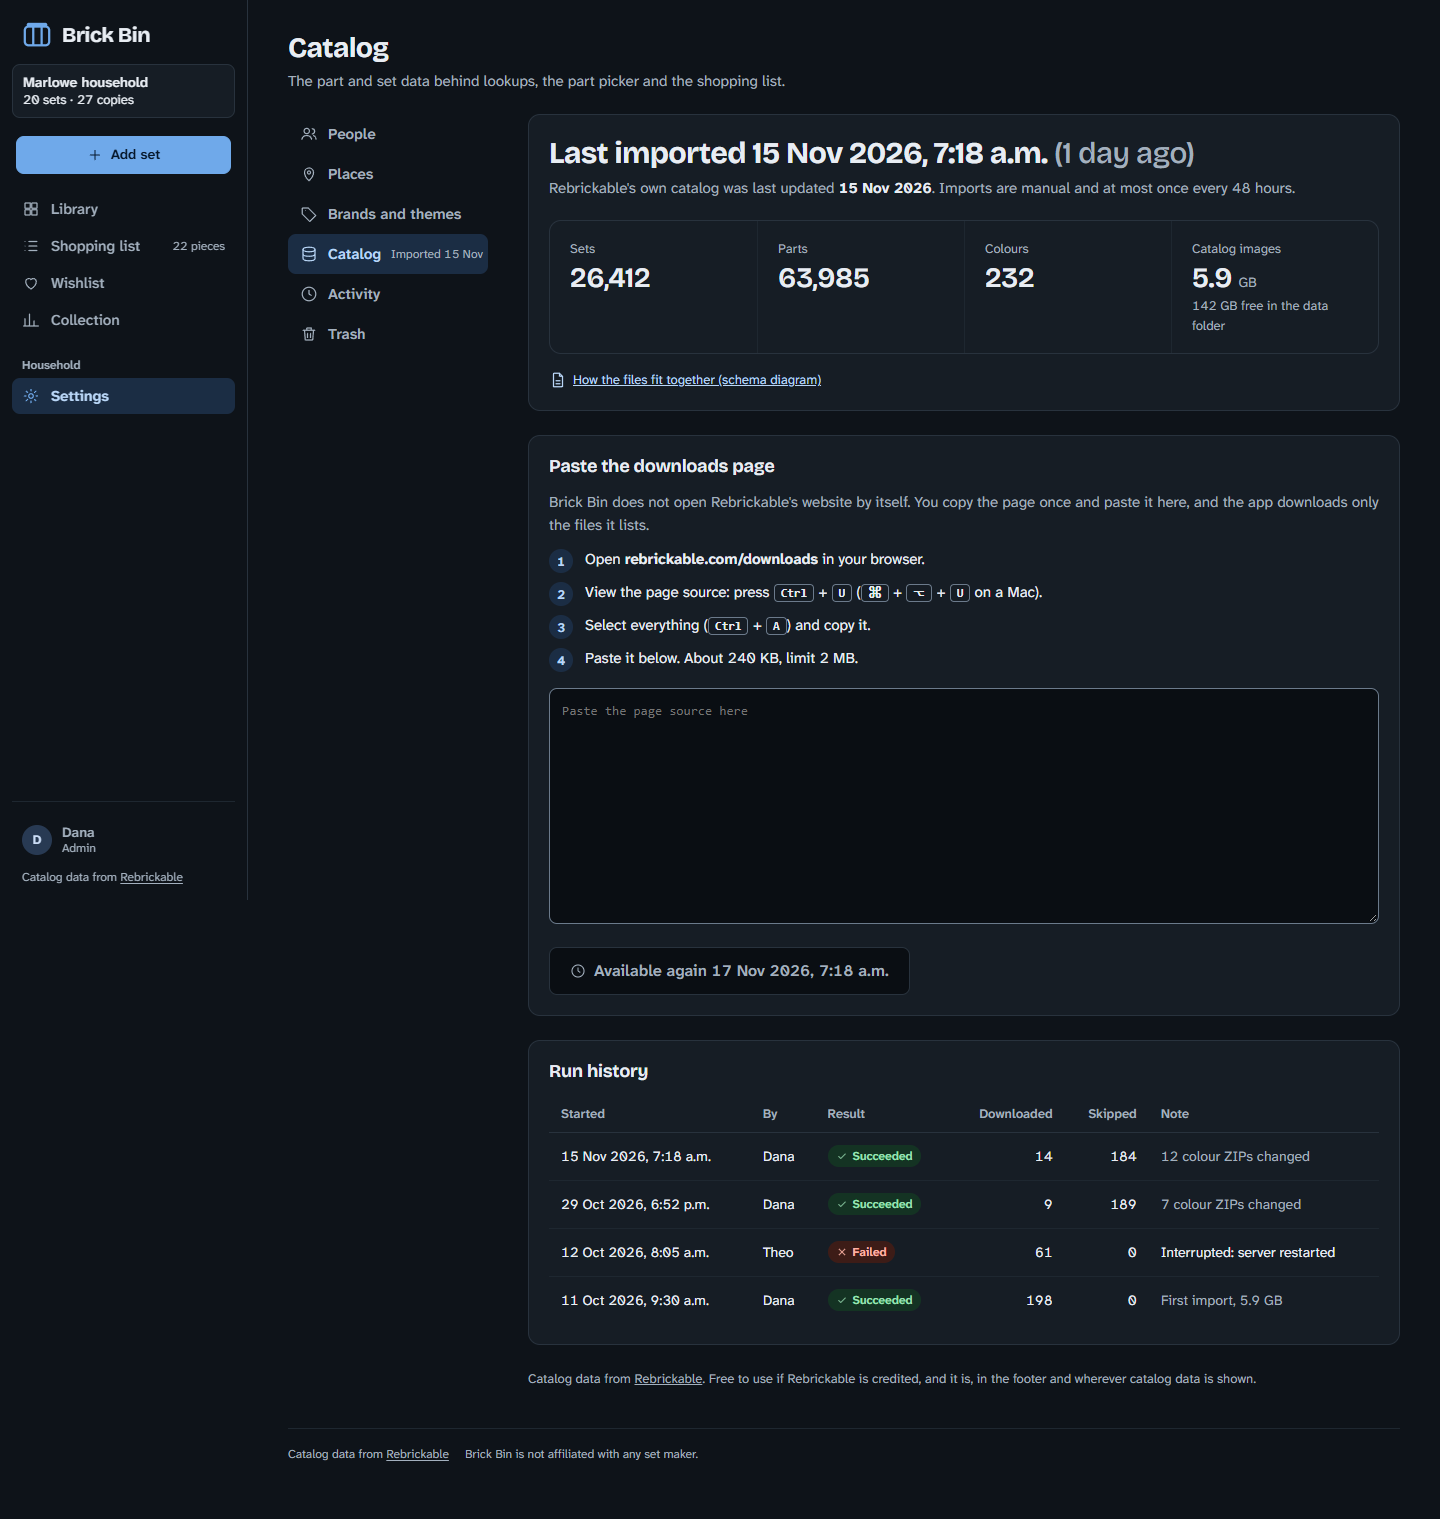 Brick Bin
Marlowe household
20 sets · 27 copies
Add set
Library
Shopping list 22 pieces
Wishlist
Collection
Household
Settings
D
Dana
Admin
Catalog data from Rebrickable
Catalog
The part and set data behind lookups, the part picker and the shopping list.
People
Places
Brands and themes
Catalog Imported 15 Nov
Activity
Trash
Last imported 15 Nov 2026, 7:18 a.m. (1 day ago)
Rebrickable's own catalog was last updated 15 Nov 2026. Imports are manual and at most once every 48 hours.
Sets
26,412
Parts
63,985
Colours
232
Catalog images
5.9 GB
142 GB free in the data
folder
How the files fit together (schema diagram)
Paste the downloads page
Brick Bin does not open Rebrickable's website by itself. You copy the page once and paste it here, and the app downloads only
the files it lists.
1 Open rebrickable.com/downloads in your browser.
2 View the page source: press Ctrl + U (⌘ + ⌥ + U on a Mac).
3 Select everything (Ctrl + A) and copy it.
4 Paste it below. About 240 KB, limit 2 MB.
Paste the page source here
Available again 17 Nov 2026, 7:18 a.m.
Run history
Started By Result Downloaded Skipped Note
15 Nov 2026, 7:18 a.m. Dana Succeeded 14 184 12 colour ZIPs changed
29 Oct 2026, 6:52 p.m. Dana Succeeded 9 189 7 colour ZIPs changed
12 Oct 2026, 8:05 a.m. Theo Failed 61 0 Interrupted: server restarted
11 Oct 2026, 9:30 a.m. Dana Succeeded 198 0 First import, 5.9 GB
Catalog data from Rebrickable. Free to use if Rebrickable is credited, and it is, in the footer and wherever catalog data is shown.
Catalog data from Rebrickable Brick Bin is not affiliated with any set maker.